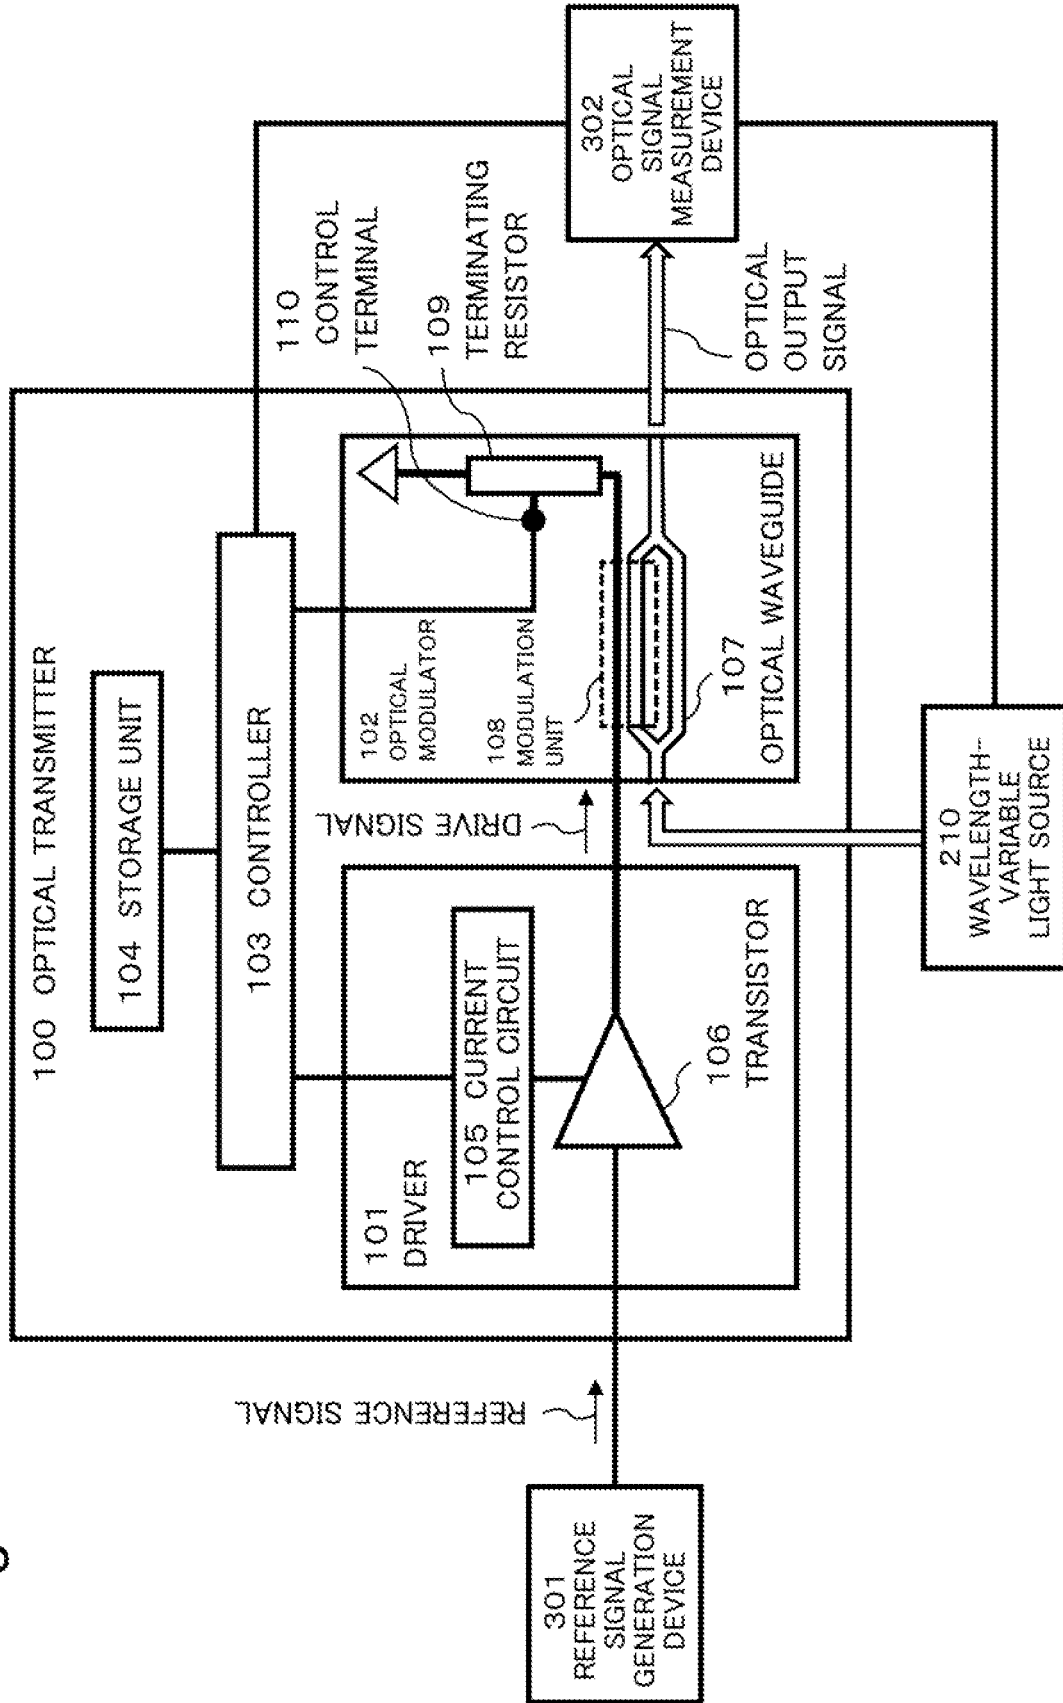 100 OPTICAL TRANSMITTER
104 STORAGE UNIT
103 CONTROLLER
101
DRIVER
105 CURRENT
CONTROL CIRCUIT
106
TRANSISTOR
DRIVE SIGNAL
102
OPTICAL
MODULATOR
108
MODULATION
UNIT
107
OPTICAL WAVEGUIDE
110
CONTROL
TERMINAL
109
TERMINATING
RESISTOR
OPTICAL
OUTPUT
SIGNAL
302
OPTICAL
SIGNAL
MEASUREMENT
DEVICE
REFERENCE SIGNAL
301
REFERENCE
SIGNAL
GENERATION
DEVICE
210
WAVELENGTH-
VARIABLE
LIGHT SOURCE